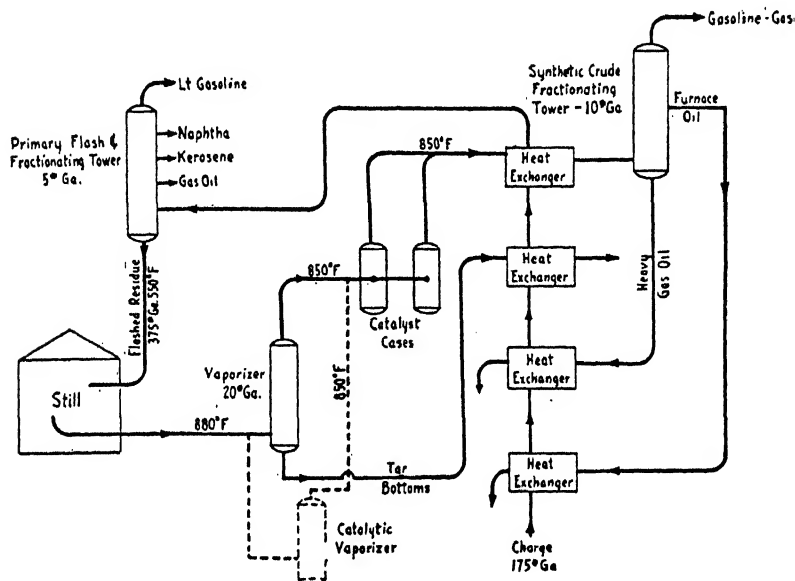 Gasoline-Gas
Lt Gasoline
Synthetic Crude
Fractionating
Tower - 10# Ga
Furnace
Oil
Primary Flash &
Fractionating Tower
5# Ga.
Naphtha
Kerosene
Gas Oil
850°F
Heat
Exchanger
Flashed Residue
375# Ga. 550°F
850°F
Heat
Exchanger
Heavy
Gas Oil
Catalyst
Cases
Vaporizer
20# Ga.
850°F
Heat
Exchanger
Still
880°F
Tar
Bottoms
Heat
Exchanger
Catalytic
Vaporizer
Charge
175# Ga